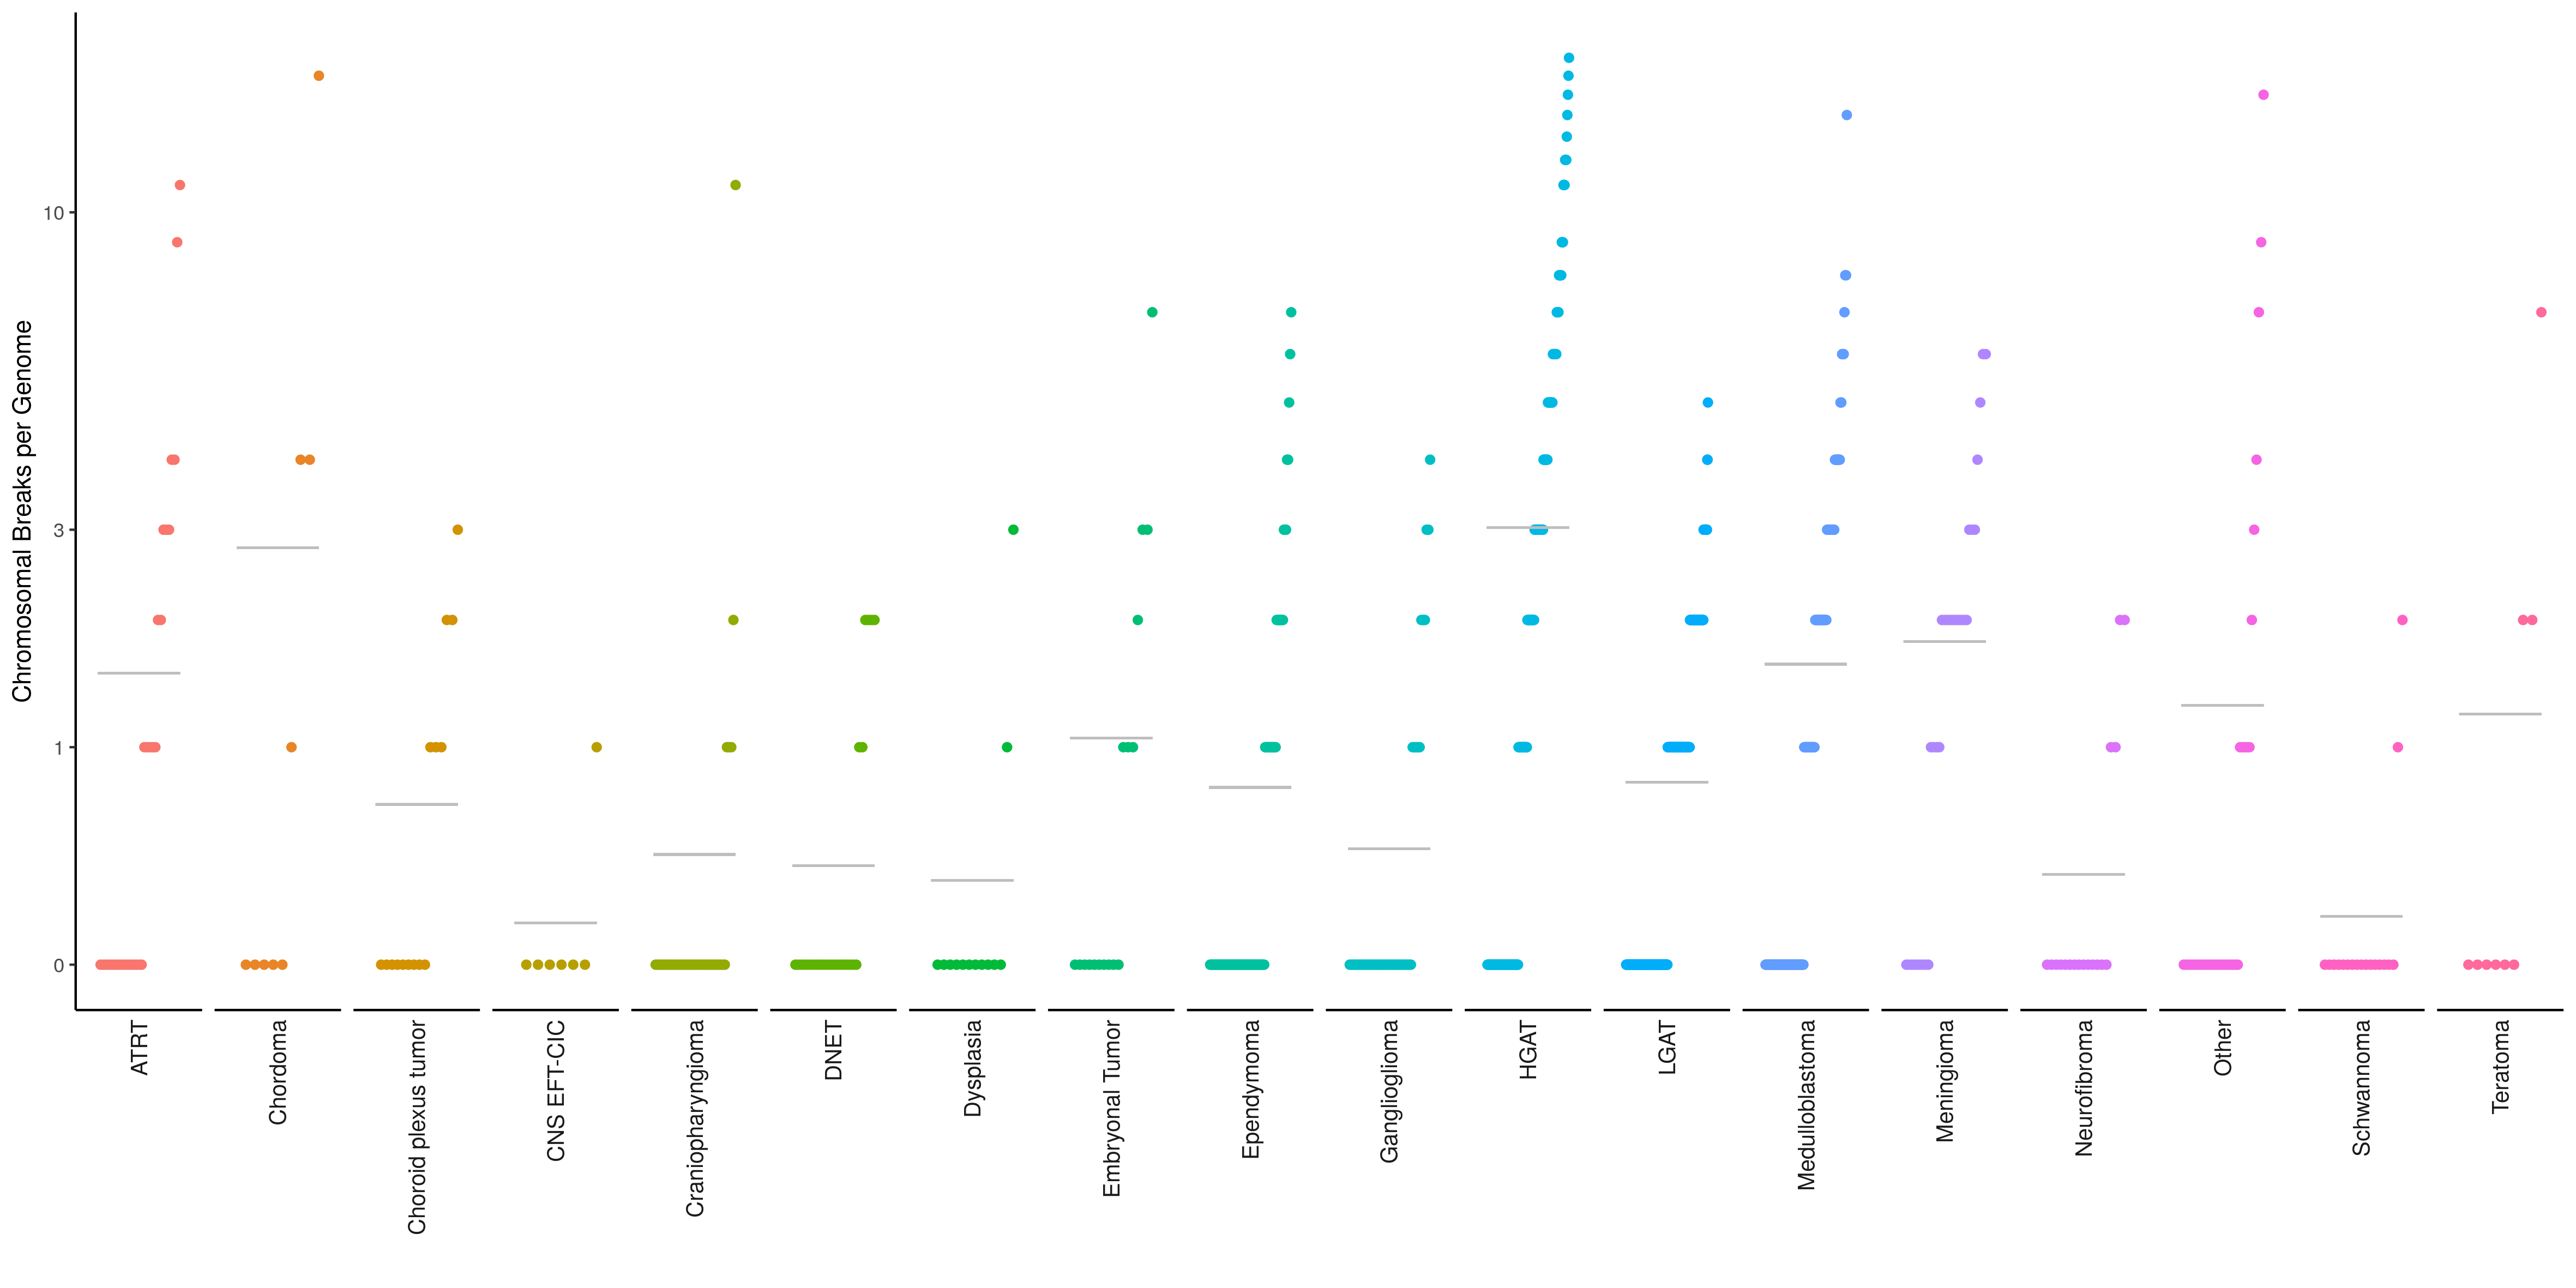 Chromosomal Breaks per Genome
10
3
1
0
ATRT
Chordoma
Choroid plexus tumor
CNS EFT-CIC
Craniopharyngioma
DNET
Dysplasia
Embryonal Tumor
Ependymoma
Ganglioglioma
HGAT
LGAT
Medulloblastoma
Meningioma
Neurofibroma
Other
Schwannoma
Teratoma